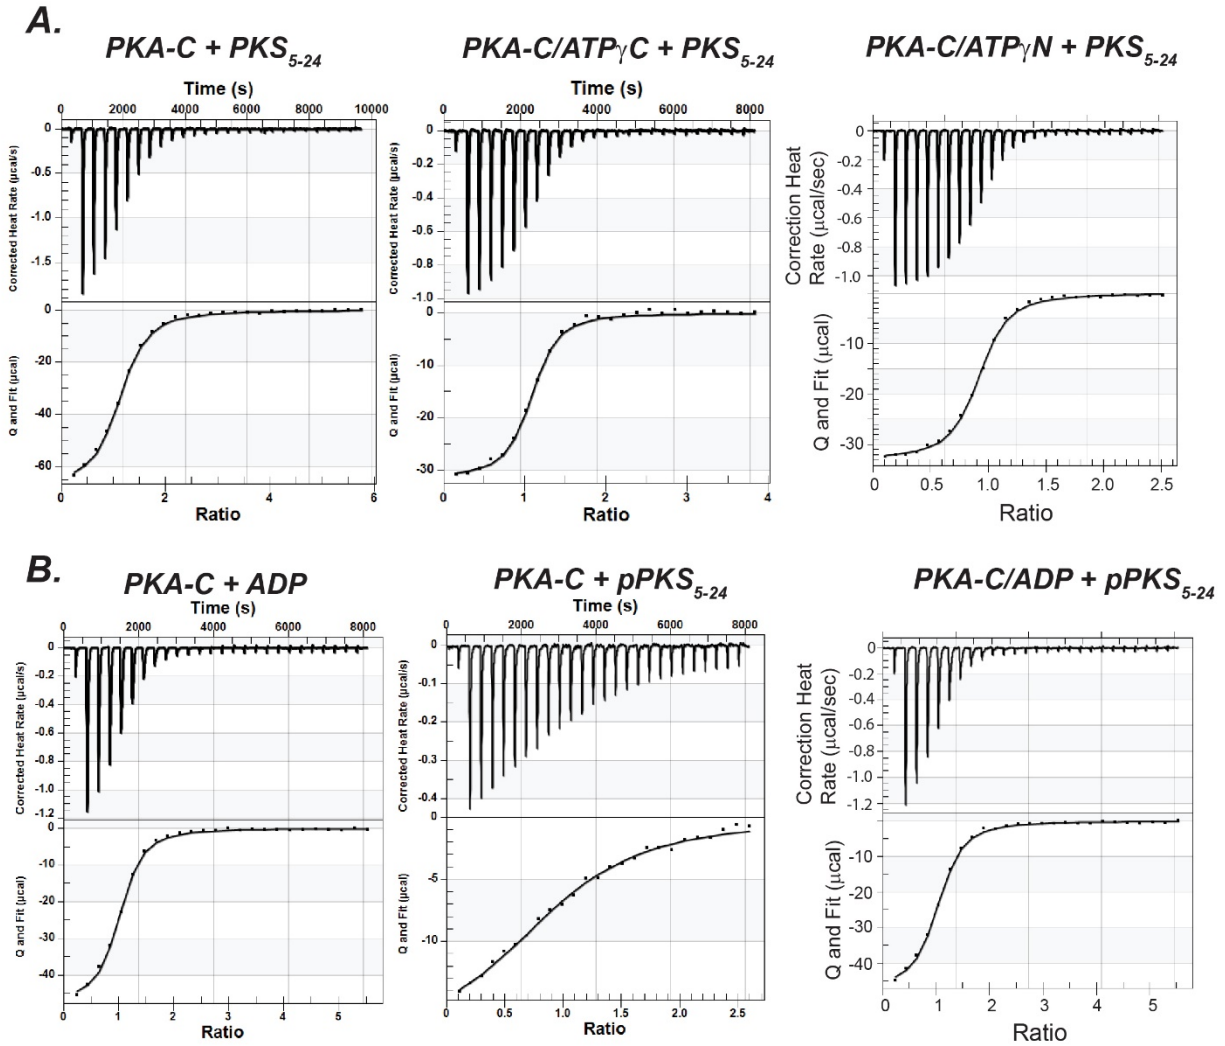 A.
PKA-C + PKS5-24
Time (s)
0 2000 4000 6000 8000 10000
Corrected Heat Rate (μcal/s)
0
-0.5
-1.0
-1.5
Q and Fit (μcal)
0
-20
-40
-60
0 1 2 3 4 5 6
Ratio
PKA-C/ATPγC + PKS5-24
Time (s)
0 2000 4000 6000 8000
Corrected Heat Rate (μcal/s)
0
-0.2
-0.4
-0.6
-0.8
-1.0
Q and Fit (μcal)
0
-10
-20
-30
0 1 2 3 4
Ratio
PKA-C/ATPγN + PKS5-24
Correction Heat
Rate (μcal/sec)
0
-0.2
-0.4
-0.6
-0.8
-1.0
Q and Fit (μcal)
-10
-20
-30
0 0.5 1.0 1.5 2.0 2.5
Ratio
B.
PKA-C + ADP
Time (s)
0 2000 4000 6000 8000
Corrected Heat Rate (μcal/s)
0
-0.2
-0.4
-0.6
-0.8
-1.0
-1.2
Q and Fit (μcal)
0
-10
-20
-30
-40
0 1 2 3 4 5
Ratio
PKA-C + pPKS5-24
Time (s)
0 2000 4000 6000 8000
Corrected Heat Rate (μcal/s)
0
-0.1
-0.2
-0.3
-0.4
Q and Fit (μcal)
0
-5
-10
0 0.5 1.0 1.5 2.0 2.5
Ratio
PKA-C/ADP + pPKS5-24
Correction Heat
Rate (μcal/sec)
0
-0.2
-0.4
-0.6
-0.8
-1.0
-1.2
Q and Fit (μcal)
-10
-20
-30
-40
0 1 2 3 4 5
Ratio